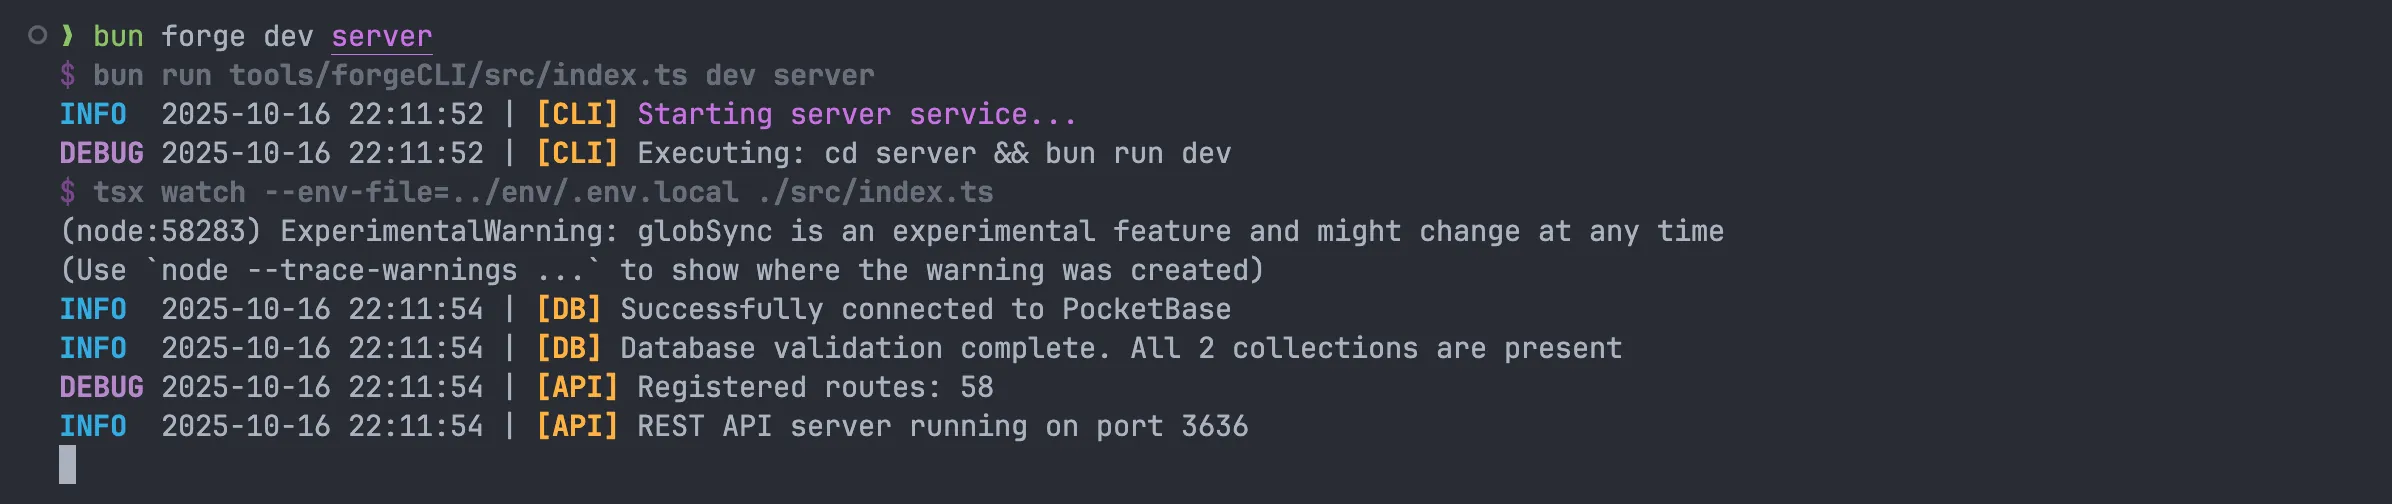 ❯ bun forge dev server
$ bun run tools/forgeCLI/src/index.ts dev server
INFO  2025-10-16 22:11:52 | [CLI] Starting server service...
DEBUG 2025-10-16 22:11:52 | [CLI] Executing: cd server && bun run dev
$ tsx watch --env-file=../env/.env.local ./src/index.ts
(node:58283) ExperimentalWarning: globSync is an experimental feature and might change at any time
(Use `node --trace-warnings ...` to show where the warning was created)
INFO  2025-10-16 22:11:54 | [DB] Successfully connected to PocketBase
INFO  2025-10-16 22:11:54 | [DB] Database validation complete. All 2 collections are present
DEBUG 2025-10-16 22:11:54 | [API] Registered routes: 58
INFO  2025-10-16 22:11:54 | [API] REST API server running on port 3636